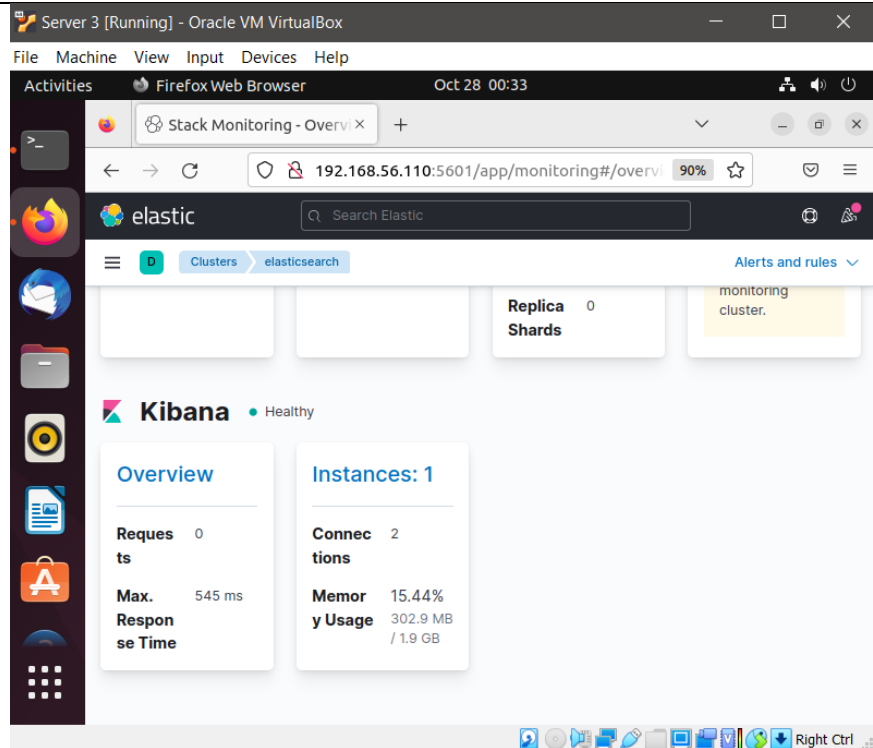 Server 3 [Running] - Oracle VM VirtualBox
File Machine View Input Devices Help
Activities Firefox Web Browser Oct 28 00:33
Stack Monitoring - Overvi
192.168.56.110:5601/app/monitoring#/overvi 90%
elastic Search Elastic
D Clusters elasticsearch Alerts and rules
monitoring
cluster.
Replica 0
Shards
Kibana Healthy
Overview
Reques 0
ts
Max. 545 ms
Respon
se Time
Instances: 1
Connec 2
tions
Memor 15.44%
y Usage 302.9 MB
/ 1.9 GB
Right Ctrl